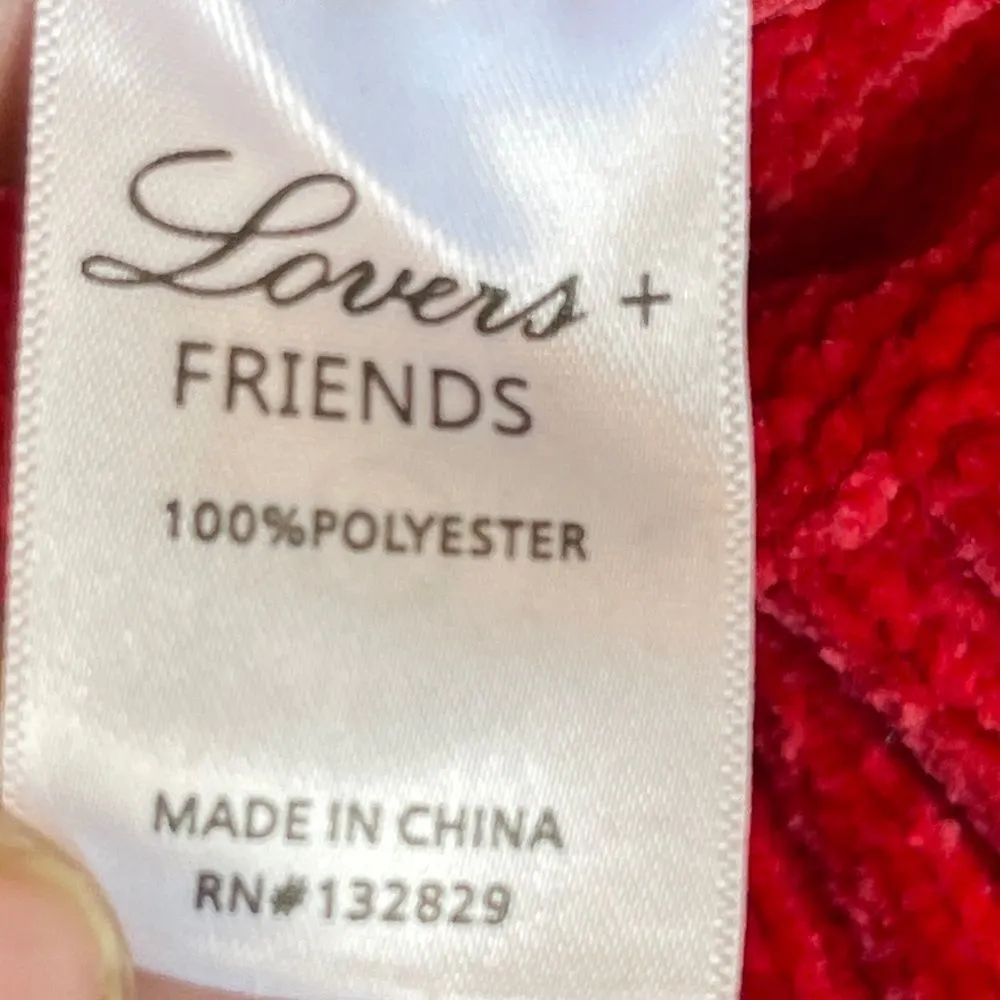 Lovers +
FRIENDS
100%POLYESTER
MADE IN CHINA
RN#132829